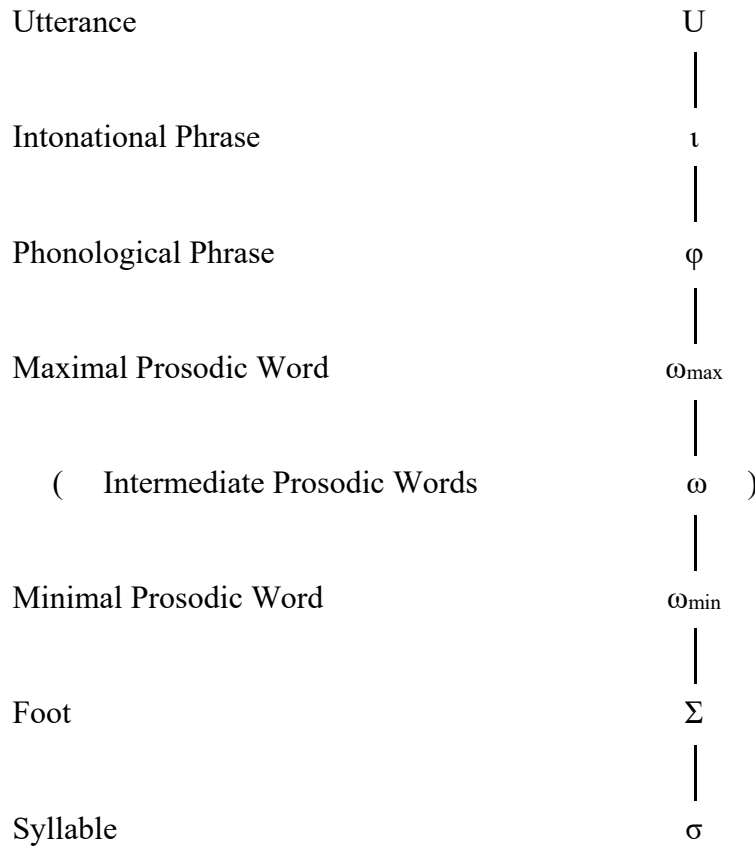 Utterance U
Intonational Phrase ι
Phonological Phrase φ
Maximal Prosodic Word ωmax
( Intermediate Prosodic Words ω )
Minimal Prosodic Word ωmin
Foot Σ
Syllable σ